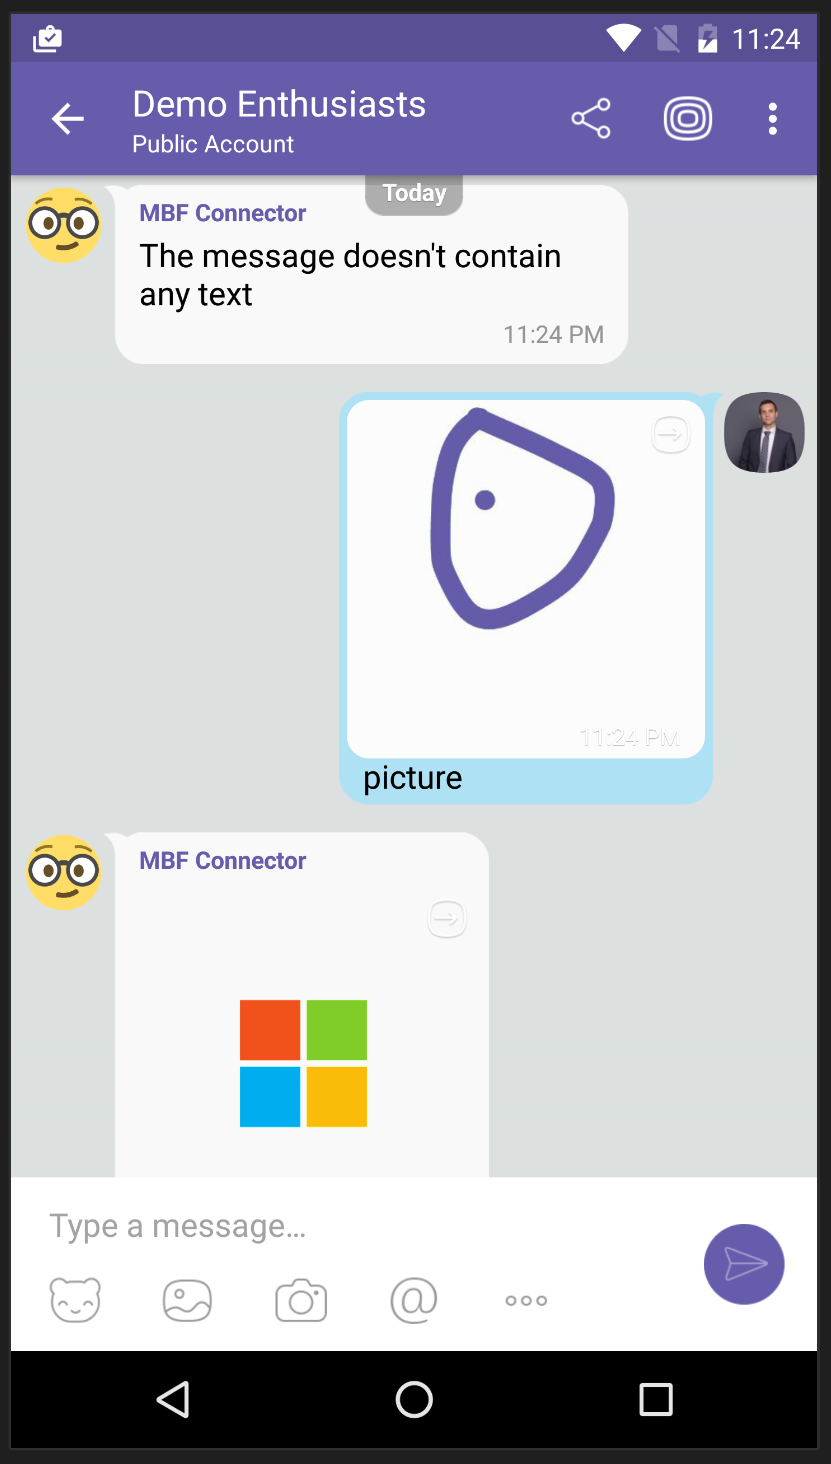 11:24
Demo Enthusiasts
Public Account
Today
MBF Connector
The message doesn't contain
any text
11:24 PM
11:24 PM
picture
MBF Connector
Type a message...